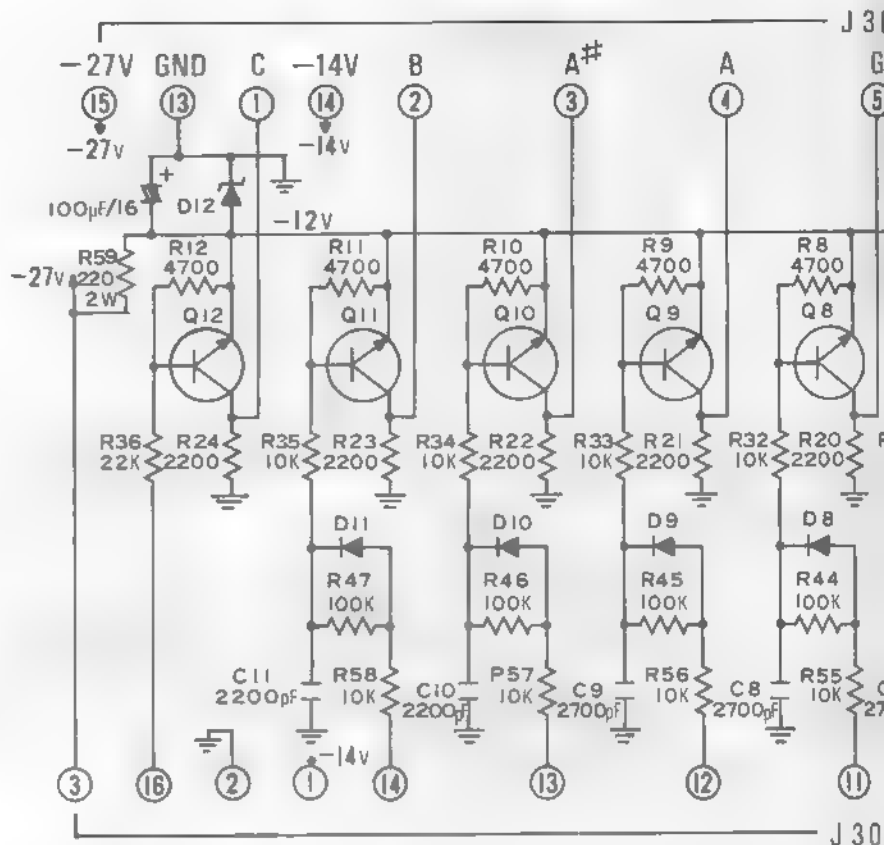 J 30
-27V GND C -14V B A# A G
15 13 1 14 2 3 4 5
-27v -14v
+
100µF/16 D12 -12v
R59 R12 R11 R10 R9 R8
-27v 220 4700 4700 4700 4700 4700
2W
Q12 Q11 Q10 Q9 Q8
R36 R24 R35 R23 R34 R22 R33 R21 R32 R20
22K 2200 10K 2200 10K 2200 10K 2200 10K 2200
D11 D10 D9 D8
R47 R46 R45 R44
100K 100K 100K 100K
C11 R58 C10 P57 C9 R56 C8 R55
2200pF 10K 2200pF 10K 2700pF 10K 2700pF 10K 27
-14v
3 16 2 1 14 13 12 11
J 30